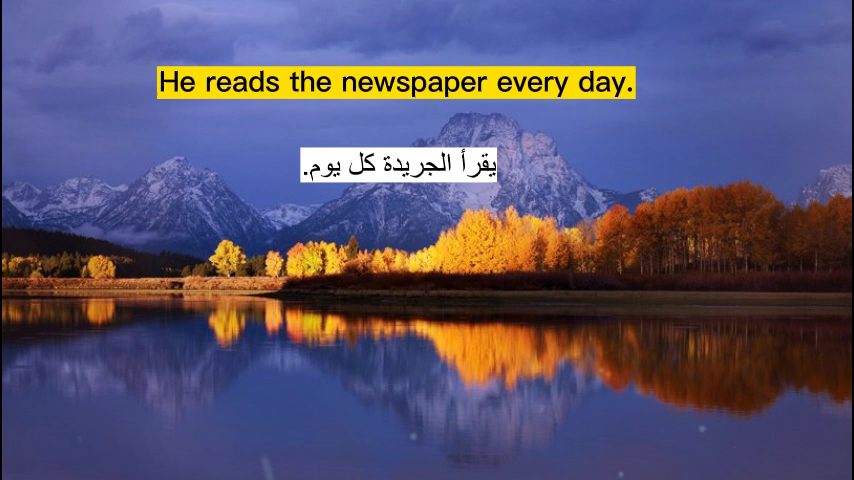 He reads the newspaper every day.
يقرأ الجريدة كل يوم.